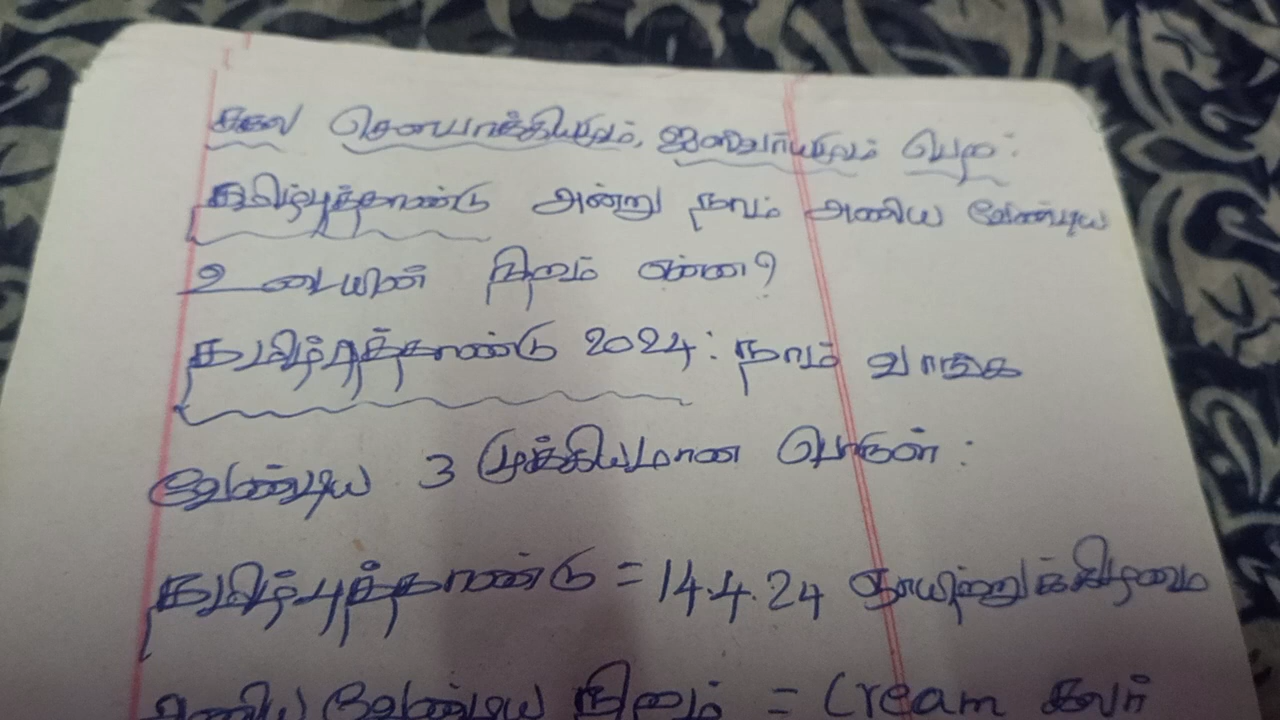 சகல சௌபாக்கியமும், ஐஸ்வர்யமும் பெற:
தமிழ்புத்தாண்டு அன்று நாம் அணிய வேண்டிய
உடையின் நிறம் என்ன?
தமிழ்புத்தாண்டு 2024: நாம் வாங்க
வேண்டிய 3 முக்கியமான பொருள்:
தமிழ்புத்தாண்டு = 14.4.24 ஞாயிற்றுக்கிழமை
அணிய வேண்டிய நிறம் = Cream கலர்